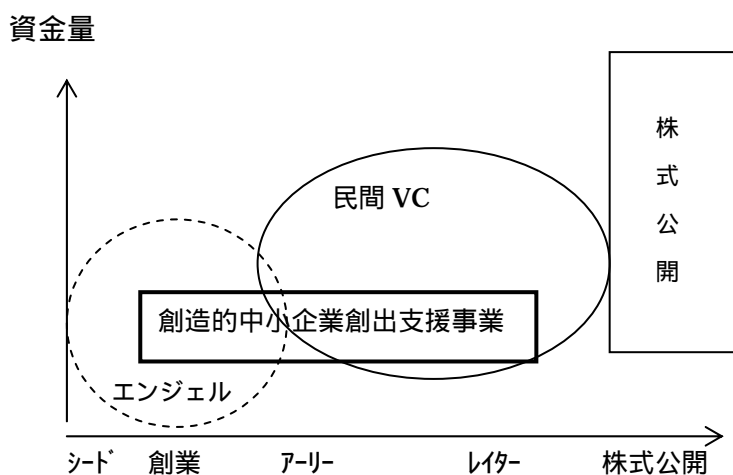 資金量
株
式
公
開
民間 VC
創造的中小企業創出支援事業
エンジェル
ｼｰﾄﾞ 創業 ｱｰﾘｰ ﾚｲﾀｰ 株式公開